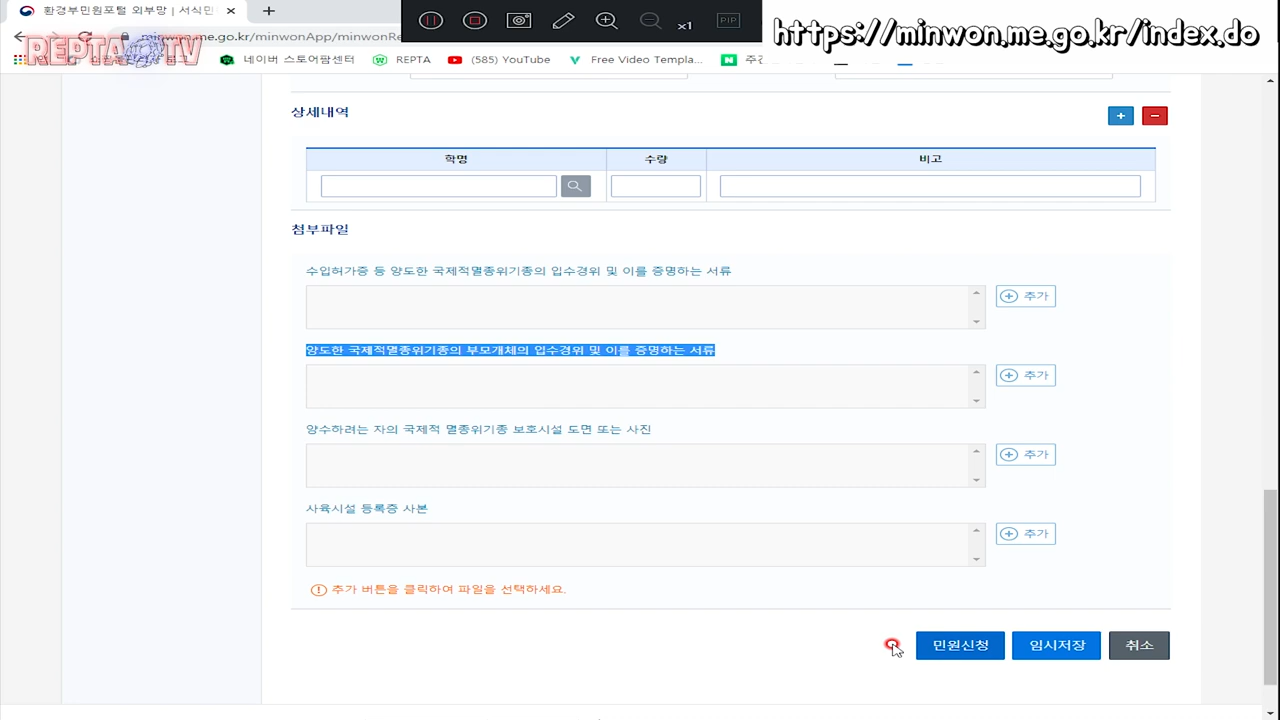 환경부민원포털 외부망 | 서식민
x1
PIP
https://minwon.me.go.kr/index.do
REPTA TV
minwon.me.go.kr/minwonApp/minwonRe
네이버 스토어팜센터
REPTA
(585) YouTube
Free Video Templa...
상세내역
학명
수량
비고
첨부파일
수입허가증 등 양도한 국제적멸종위기종의 입수경위 및 이를 증명하는 서류
추가
양도한 국제적멸종위기종의 부모개체의 입수경위 및 이를 증명하는 서류
추가
양수하려는 자의 국제적 멸종위기종 보호시설 도면 또는 사진
추가
사육시설 등록증 사본
추가
추가 버튼을 클릭하여 파일을 선택하세요.
민원신청
임시저장
취소